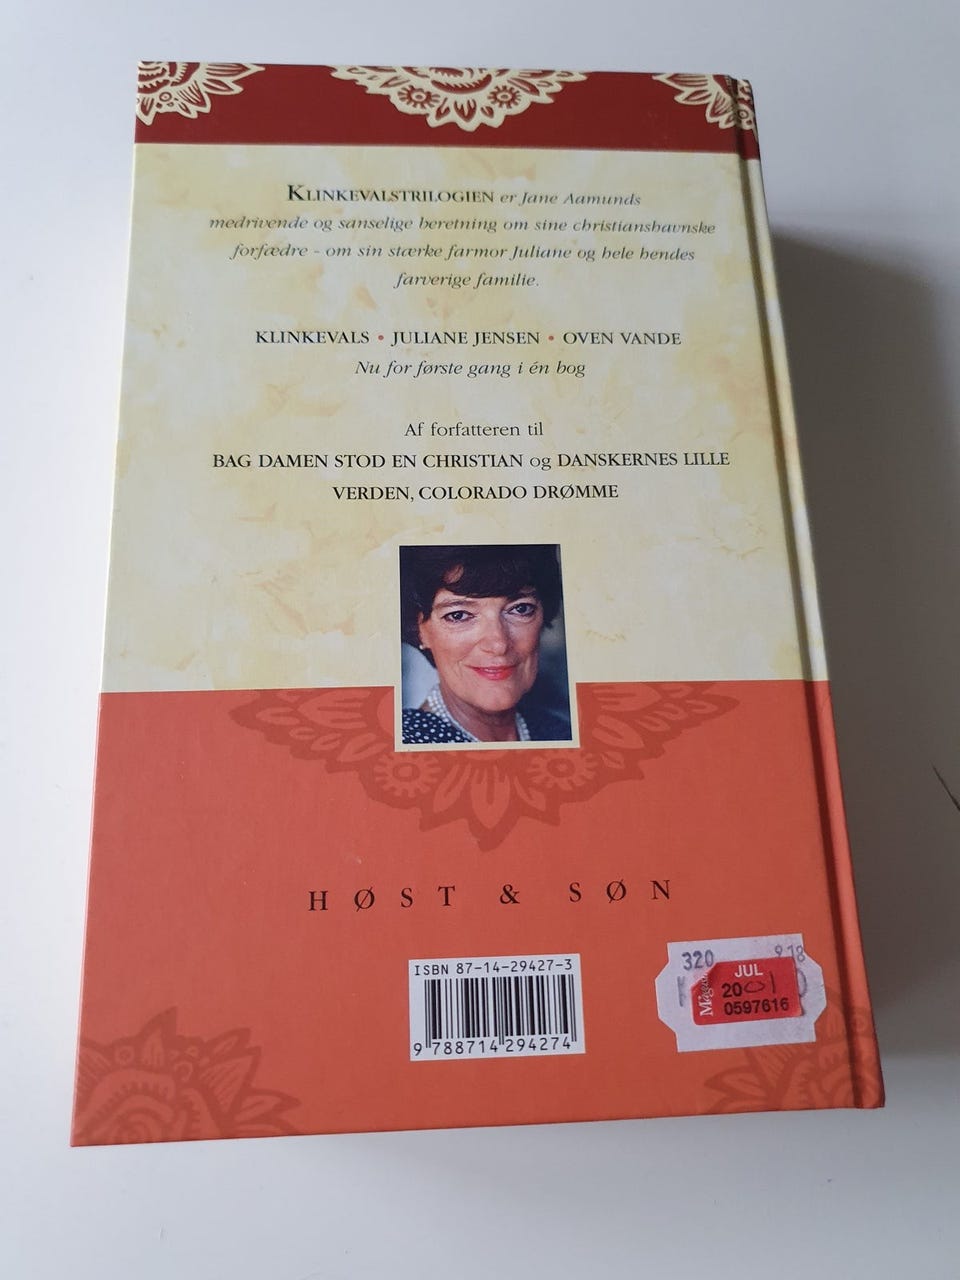 KLINKEVALSTRILOGIEN er Jane Aamunds
medrivende og sanselige beretning om sine christianshavnske
forfædre - om sin stærke farmor Juliane og hele hendes
farverige familie.
KLINKEVALS • JULIANE JENSEN • OVEN VANDE
Nu for første gang i én bog
Af forfatteren til
BAG DAMEN STOD EN CHRISTIAN og DANSKERNES LILLE
VERDEN, COLORADO DRØMME
HØST & SØN
ISBN 87-14-29427-3
9 788714 294274
320
JUL
2001
0597616